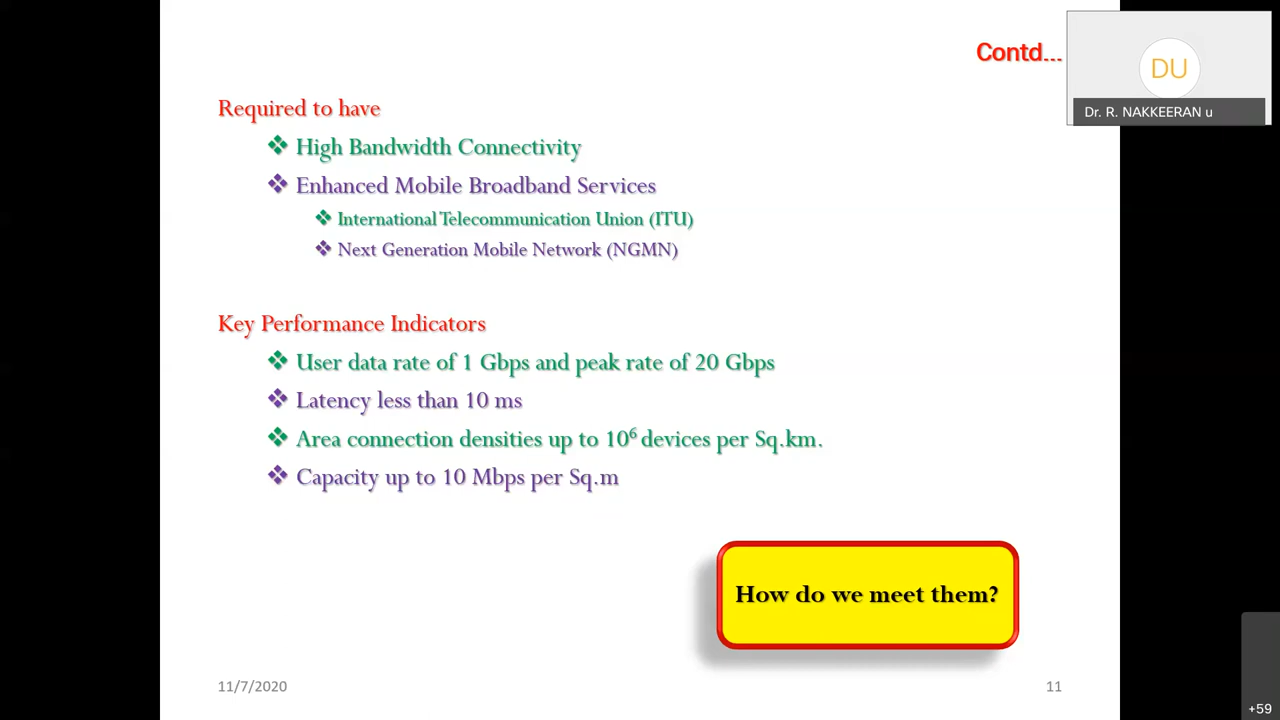 Contd...
DU
Dr. R. NAKKEERAN u
Required to have
❖ High Bandwidth Connectivity
❖ Enhanced Mobile Broadband Services
❖ International Telecommunication Union (ITU)
❖ Next Generation Mobile Network (NGMN)
Key Performance Indicators
❖ User data rate of 1 Gbps and peak rate of 20 Gbps
❖ Latency less than 10 ms
❖ Area connection densities up to 10⁶ devices per Sq.km.
❖ Capacity up to 10 Mbps per Sq.m
How do we meet them?
11/7/2020
11
+59